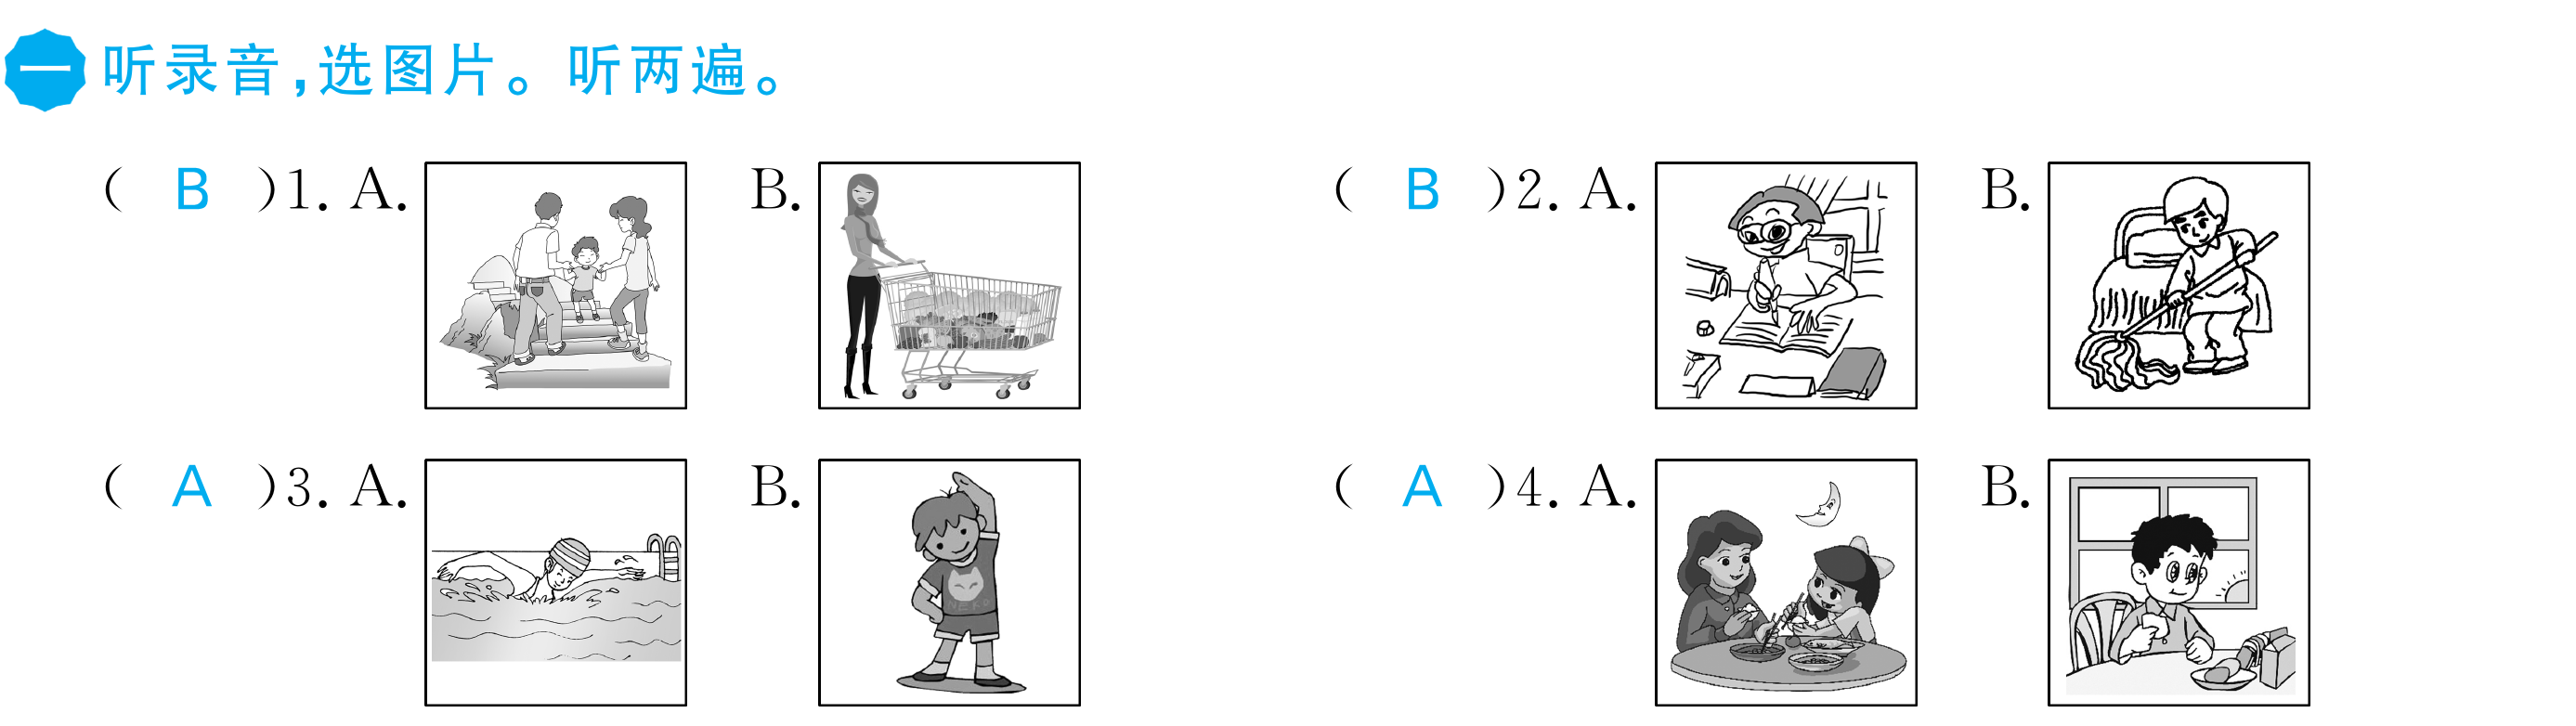 一 听录音,选图片。听两遍。
( B )1. A. B. ( B )2. A. B.
( A )3. A. B. ( A )4. A. B.